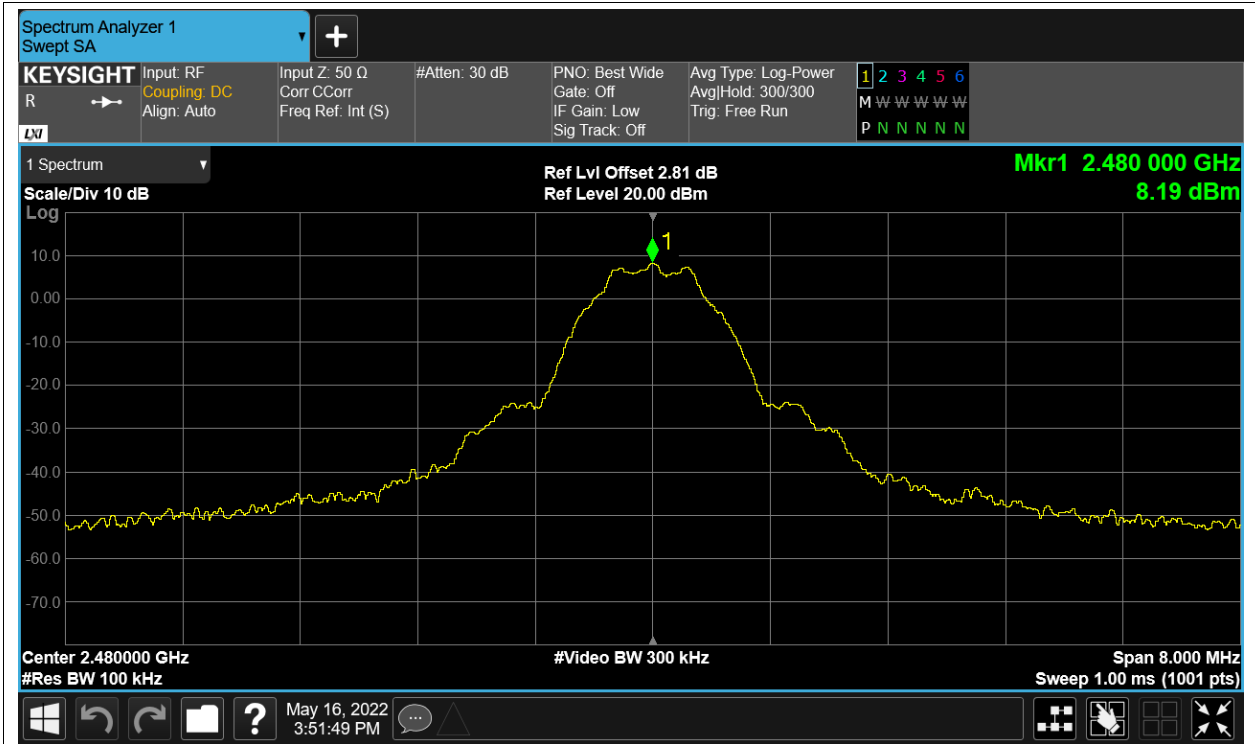 Spectrum Analyzer 1
Swept SA
KEYSIGHT
R
LXI
Input: RF
Coupling: DC
Align: Auto
Input Z: 50 Ω
Corr CCorr
Freq Ref: Int (S)
#Atten: 30 dB
PNO: Best Wide
Gate: Off
IF Gain: Low
Sig Track: Off
Avg Type: Log-Power
Avg|Hold: 300/300
Trig: Free Run
1 2 3 4 5 6
M W W W W W W
P N N N N N
1 Spectrum
Scale/Div 10 dB
Log
Ref Lvl Offset 2.81 dB
Ref Level 20.00 dBm
Mkr1 2.480 000 GHz
8.19 dBm
1
10.0
0.00
-10.0
-20.0
-30.0
-40.0
-50.0
-60.0
-70.0
Center 2.480000 GHz
#Video BW 300 kHz
Span 8.000 MHz
#Res BW 100 kHz
Sweep 1.00 ms (1001 pts)
?
May 16, 2022
3:51:49 PM